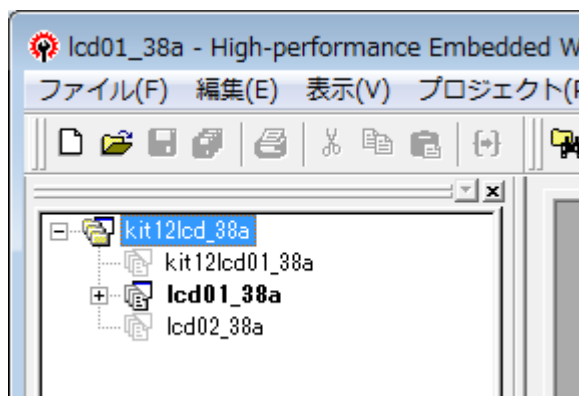 lcd01_38a - High-performance Embedded W
ファイル(F) 編集(E) 表示(V) プロジェクト(P
kit12lcd_38a
kit12lcd01_38a
lcd01_38a
lcd02_38a